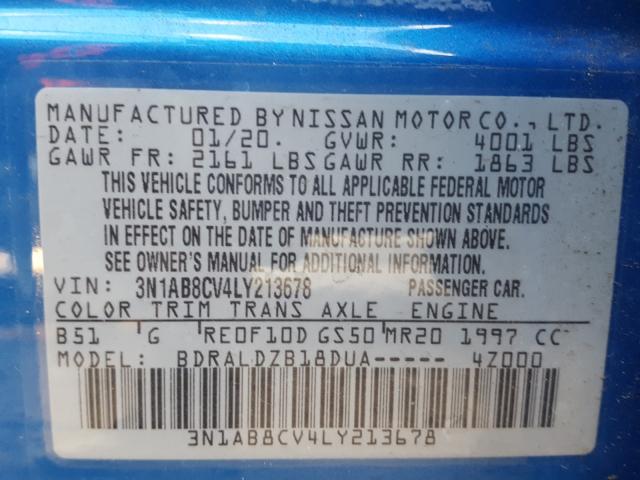 MANUFACTURED BY NISSAN MOTOR CO., LTD.
DATE: 01/20. GVWR: 4001 LBS
GAWR FR: 2161 LBS GAWR RR: 1863 LBS
THIS VEHICLE CONFORMS TO ALL APPLICABLE FEDERAL MOTOR
VEHICLE SAFETY, BUMPER AND THEFT PREVENTION STANDARDS
IN EFFECT ON THE DATE OF MANUFACTURE SHOWN ABOVE.
SEE OWNER'S MANUAL FOR ADDITIONAL INFORMATION.
VIN: 3N1AB8CV4LY213678 PASSENGER CAR.
COLOR TRIM TRANS AXLE ENGINE
B51 G RE0F10D GS50 MR20 1997 CC
MODEL: BDRALDZB18DUA----- 4Z000
3N1AB8CV4LY213678